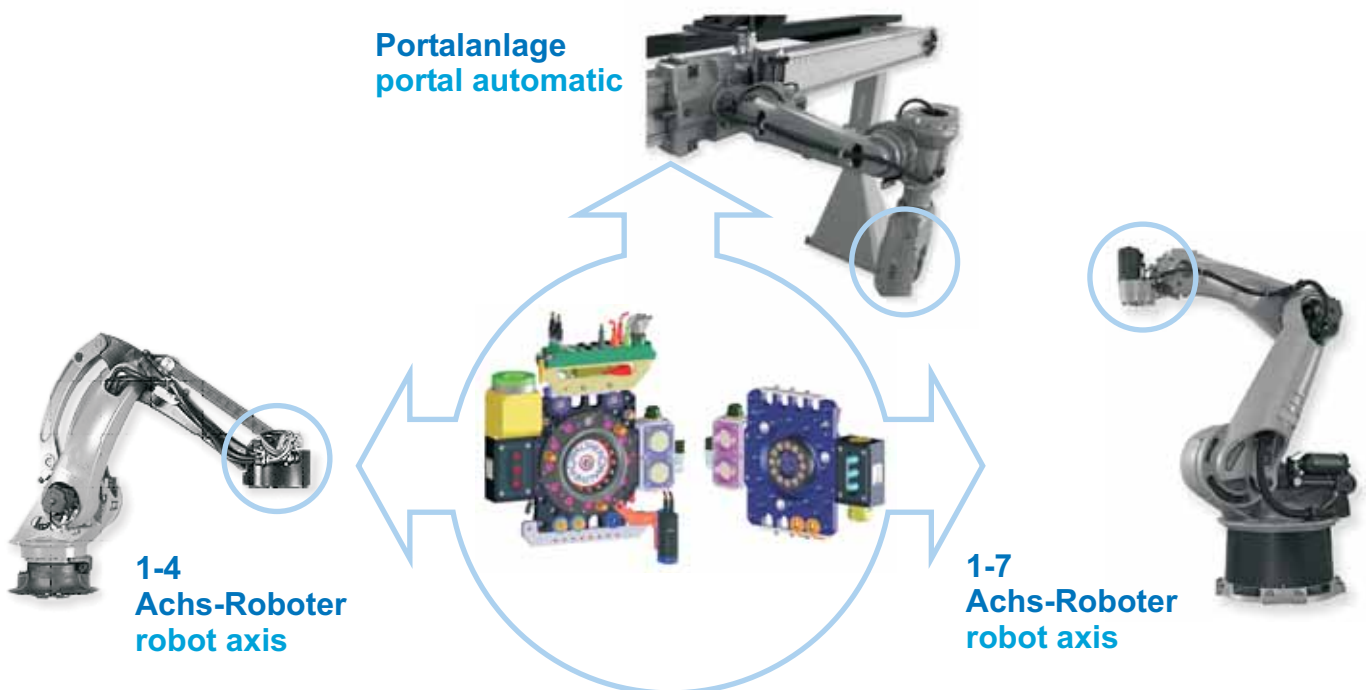 Portalanlage
portal automatic
1-4
Achs-Roboter
robot axis
1-7
Achs-Roboter
robot axis